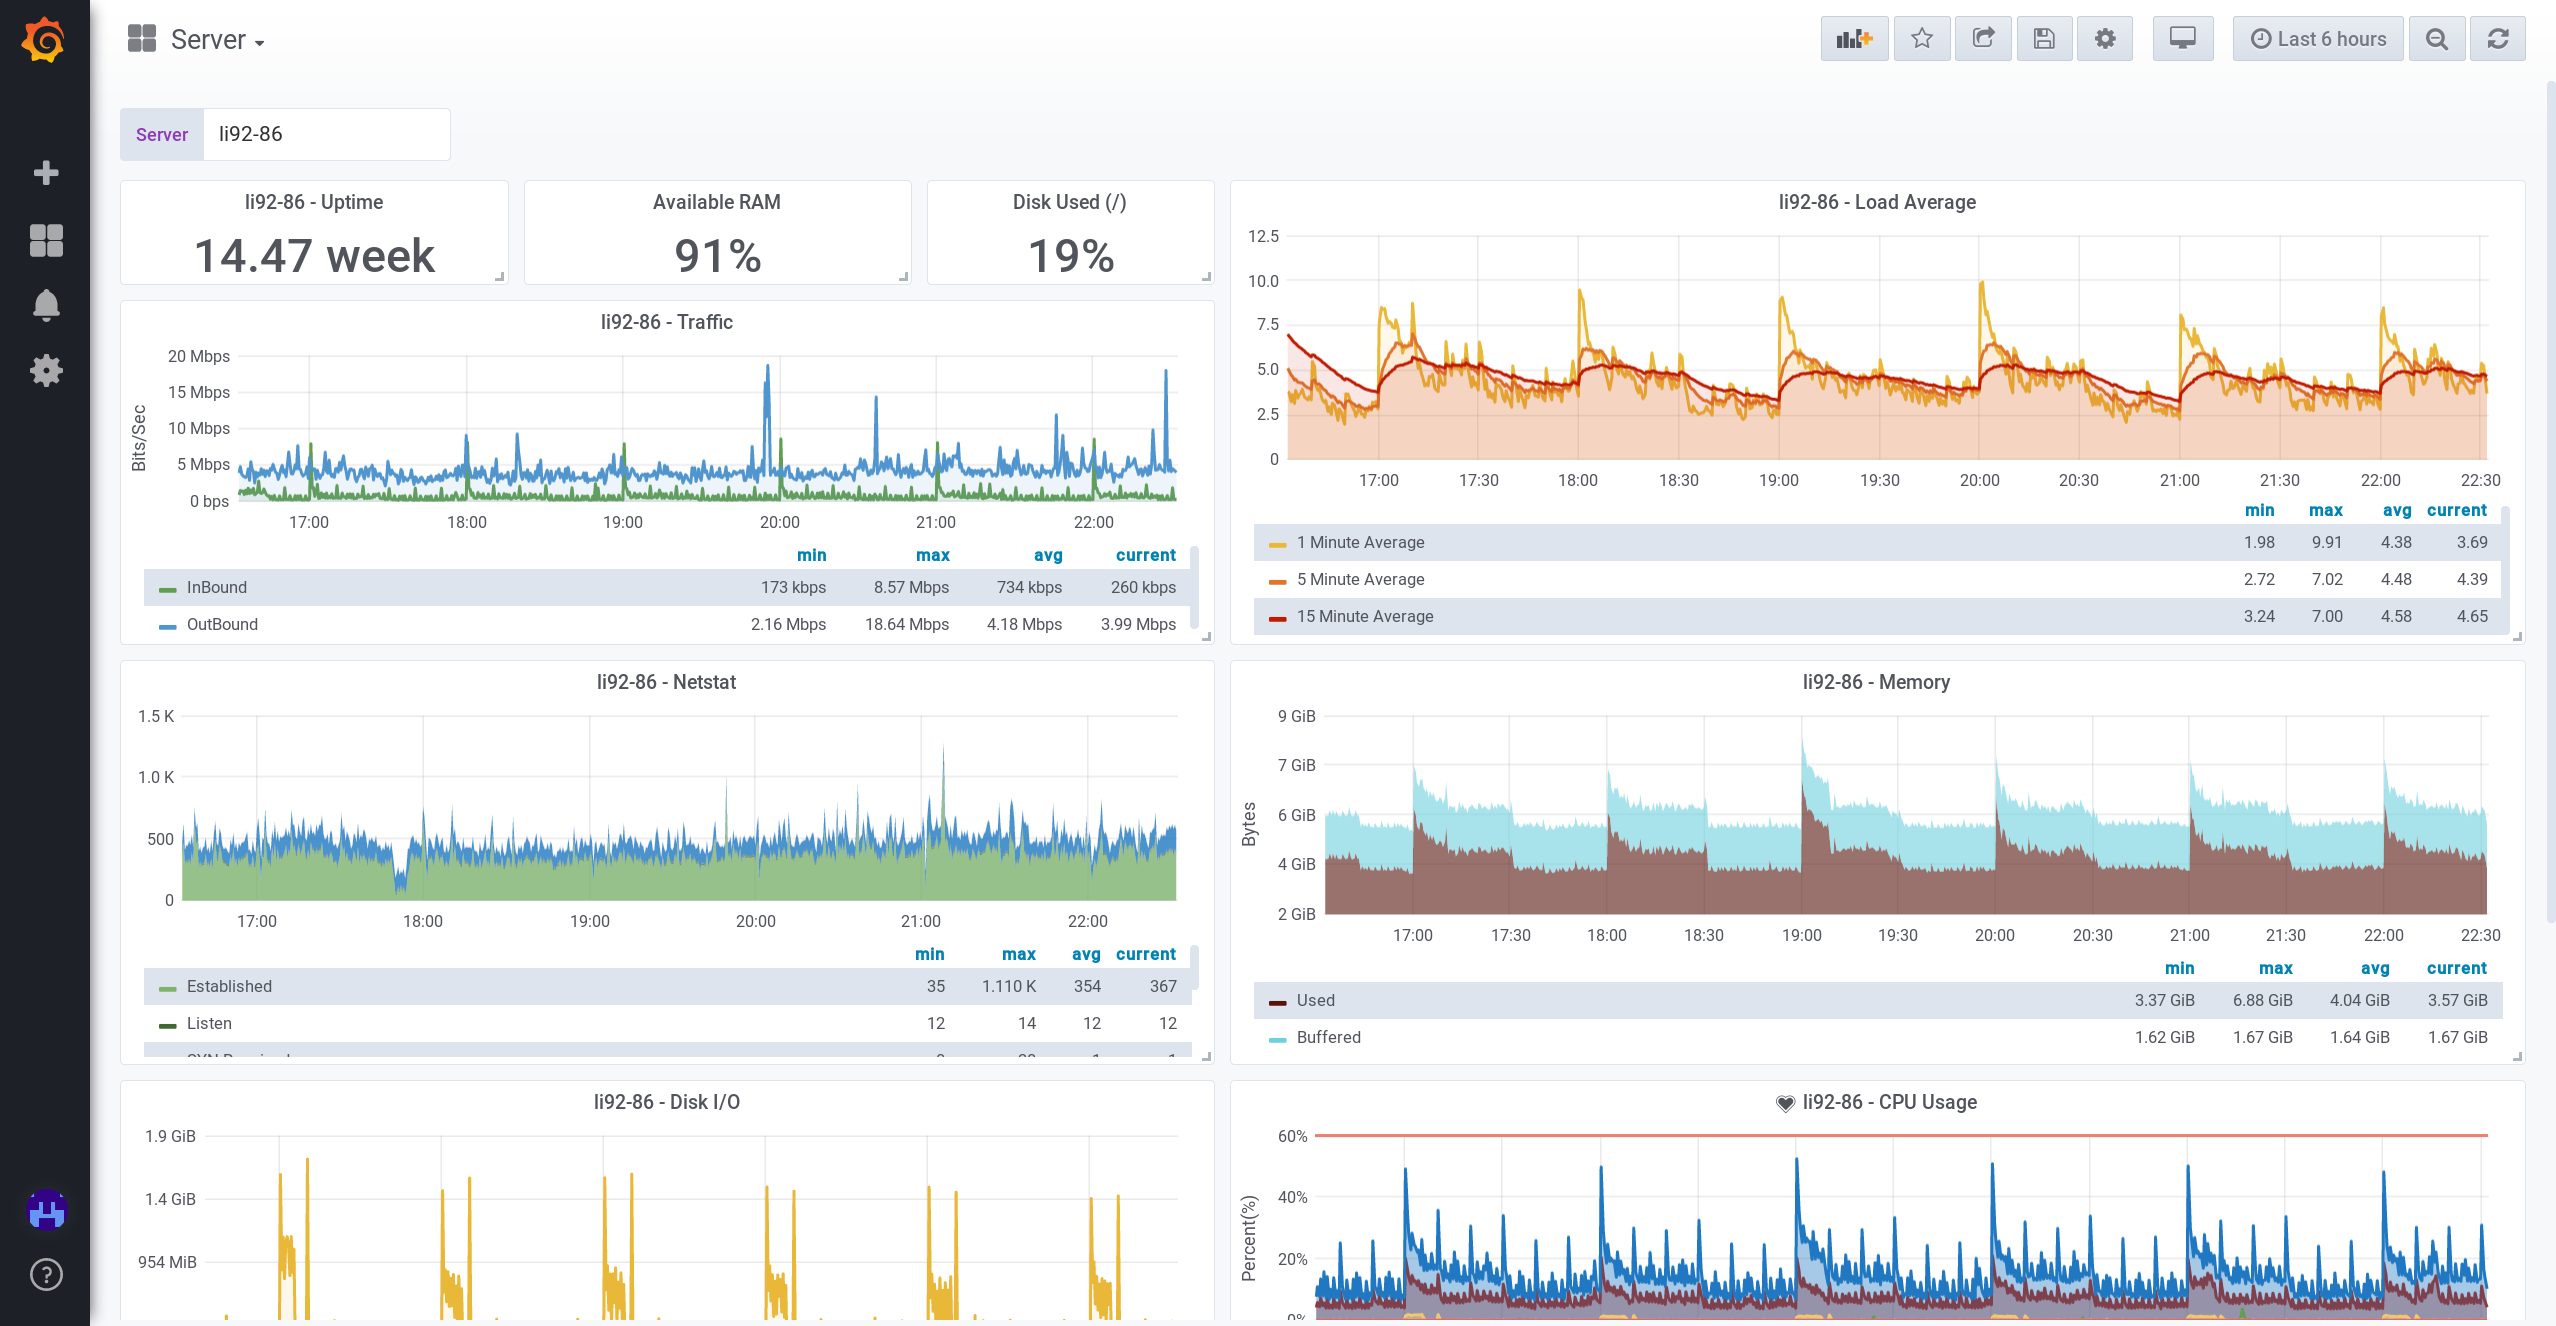 Server
Last 6 hours
Server li92-86
li92-86 - Uptime
14.47 week
Available RAM
91%
Disk Used (/)
19%
li92-86 - Load Average
12.5
10.0
7.5
5.0
2.5
0
17:00 17:30 18:00 18:30 19:00 19:30 20:00 20:30 21:00 21:30 22:00 22:30
min max avg current
1 Minute Average 1.98 9.91 4.38 3.69
5 Minute Average 2.72 7.02 4.48 4.39
15 Minute Average 3.24 7.00 4.58 4.65
li92-86 - Traffic
Bits/Sec
20 Mbps
15 Mbps
10 Mbps
5 Mbps
0 bps
17:00 18:00 19:00 20:00 21:00 22:00
min max avg current
InBound 173 kbps 8.57 Mbps 734 kbps 260 kbps
OutBound 2.16 Mbps 18.64 Mbps 4.18 Mbps 3.99 Mbps
li92-86 - Netstat
1.5 K
1.0 K
500
0
17:00 18:00 19:00 20:00 21:00 22:00
min max avg current
Established 35 1.110 K 354 367
Listen 12 14 12 12
li92-86 - Memory
Bytes
9 GiB
7 GiB
6 GiB
4 GiB
2 GiB
17:00 17:30 18:00 18:30 19:00 19:30 20:00 20:30 21:00 21:30 22:00 22:30
min max avg current
Used 3.37 GiB 6.88 GiB 4.04 GiB 3.57 GiB
Buffered 1.62 GiB 1.67 GiB 1.64 GiB 1.67 GiB
li92-86 - Disk I/O
1.9 GiB
1.4 GiB
954 MiB
li92-86 - CPU Usage
Percent(%)
60%
40%
20%
0%